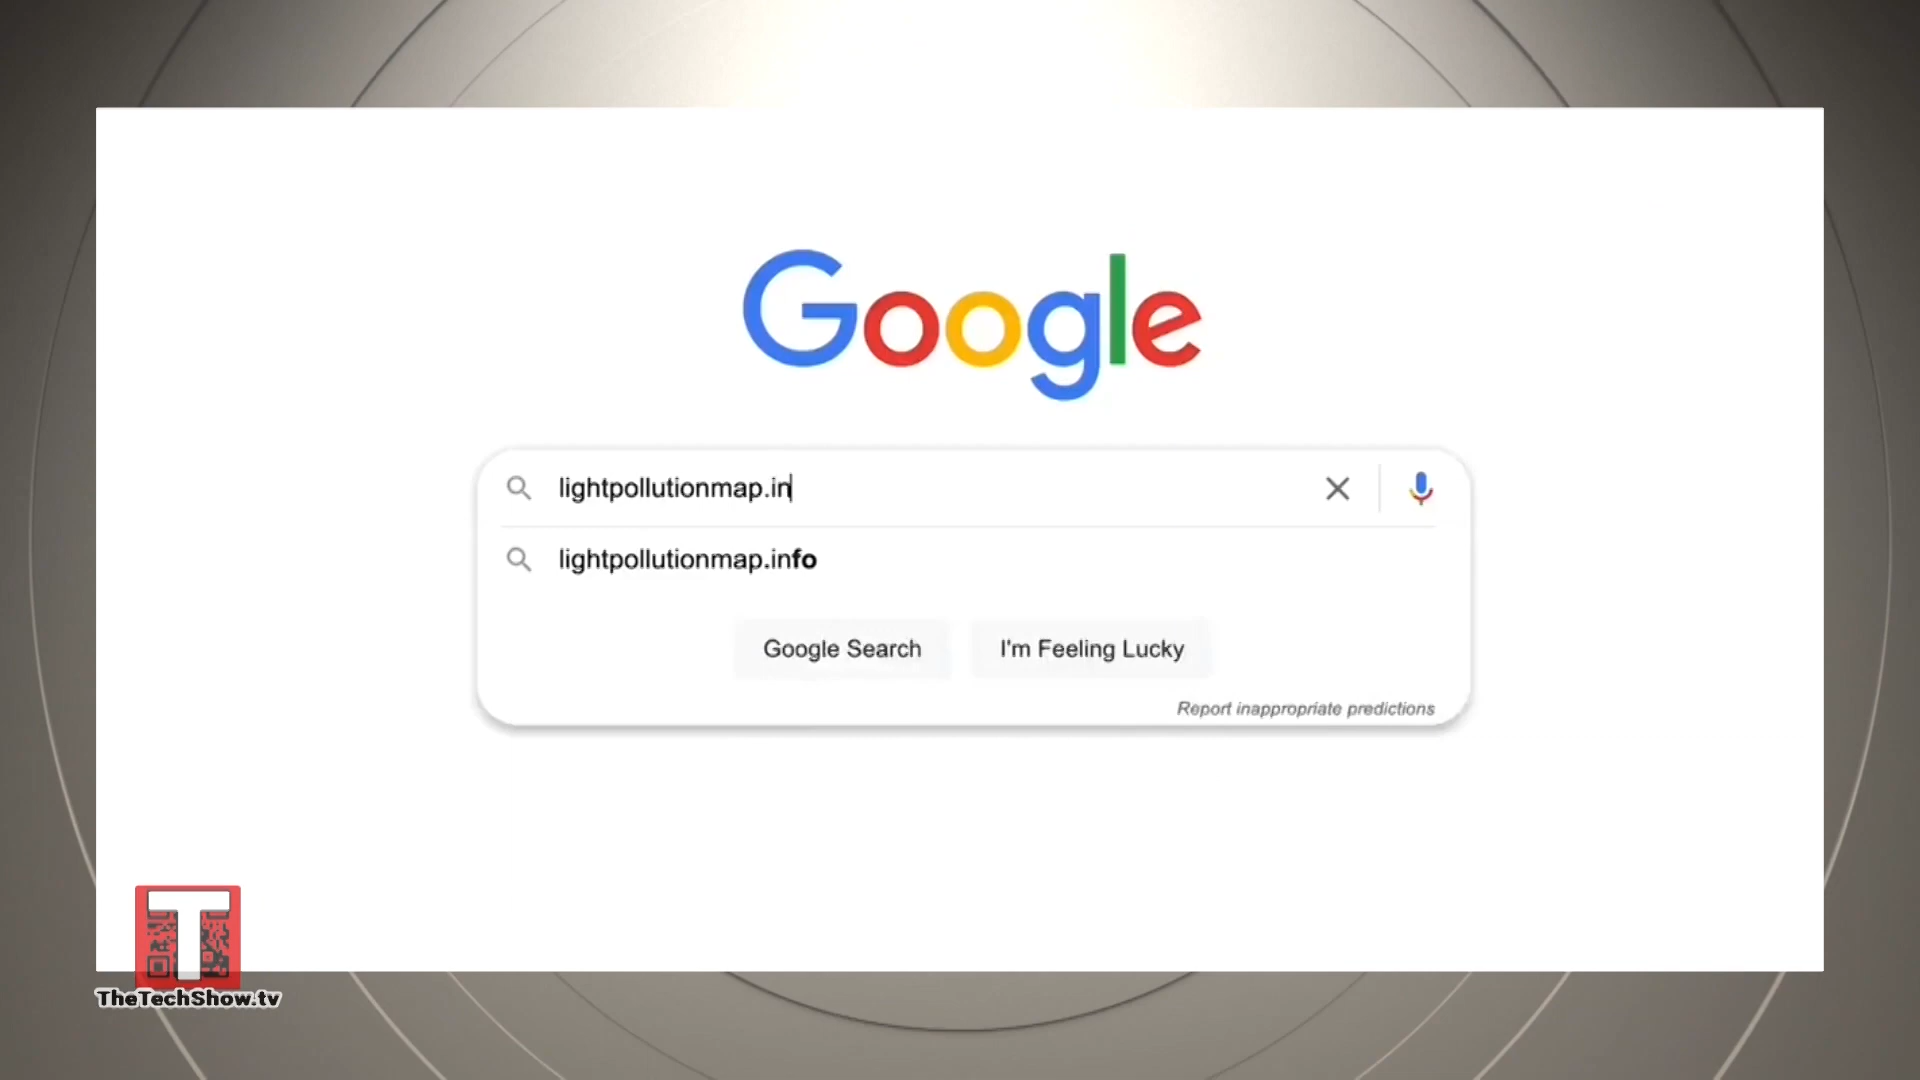 Google
lightpollutionmap.in
lightpollutionmap.info
Google Search
I'm Feeling Lucky
Report inappropriate predictions
T
TheTechShow.tv